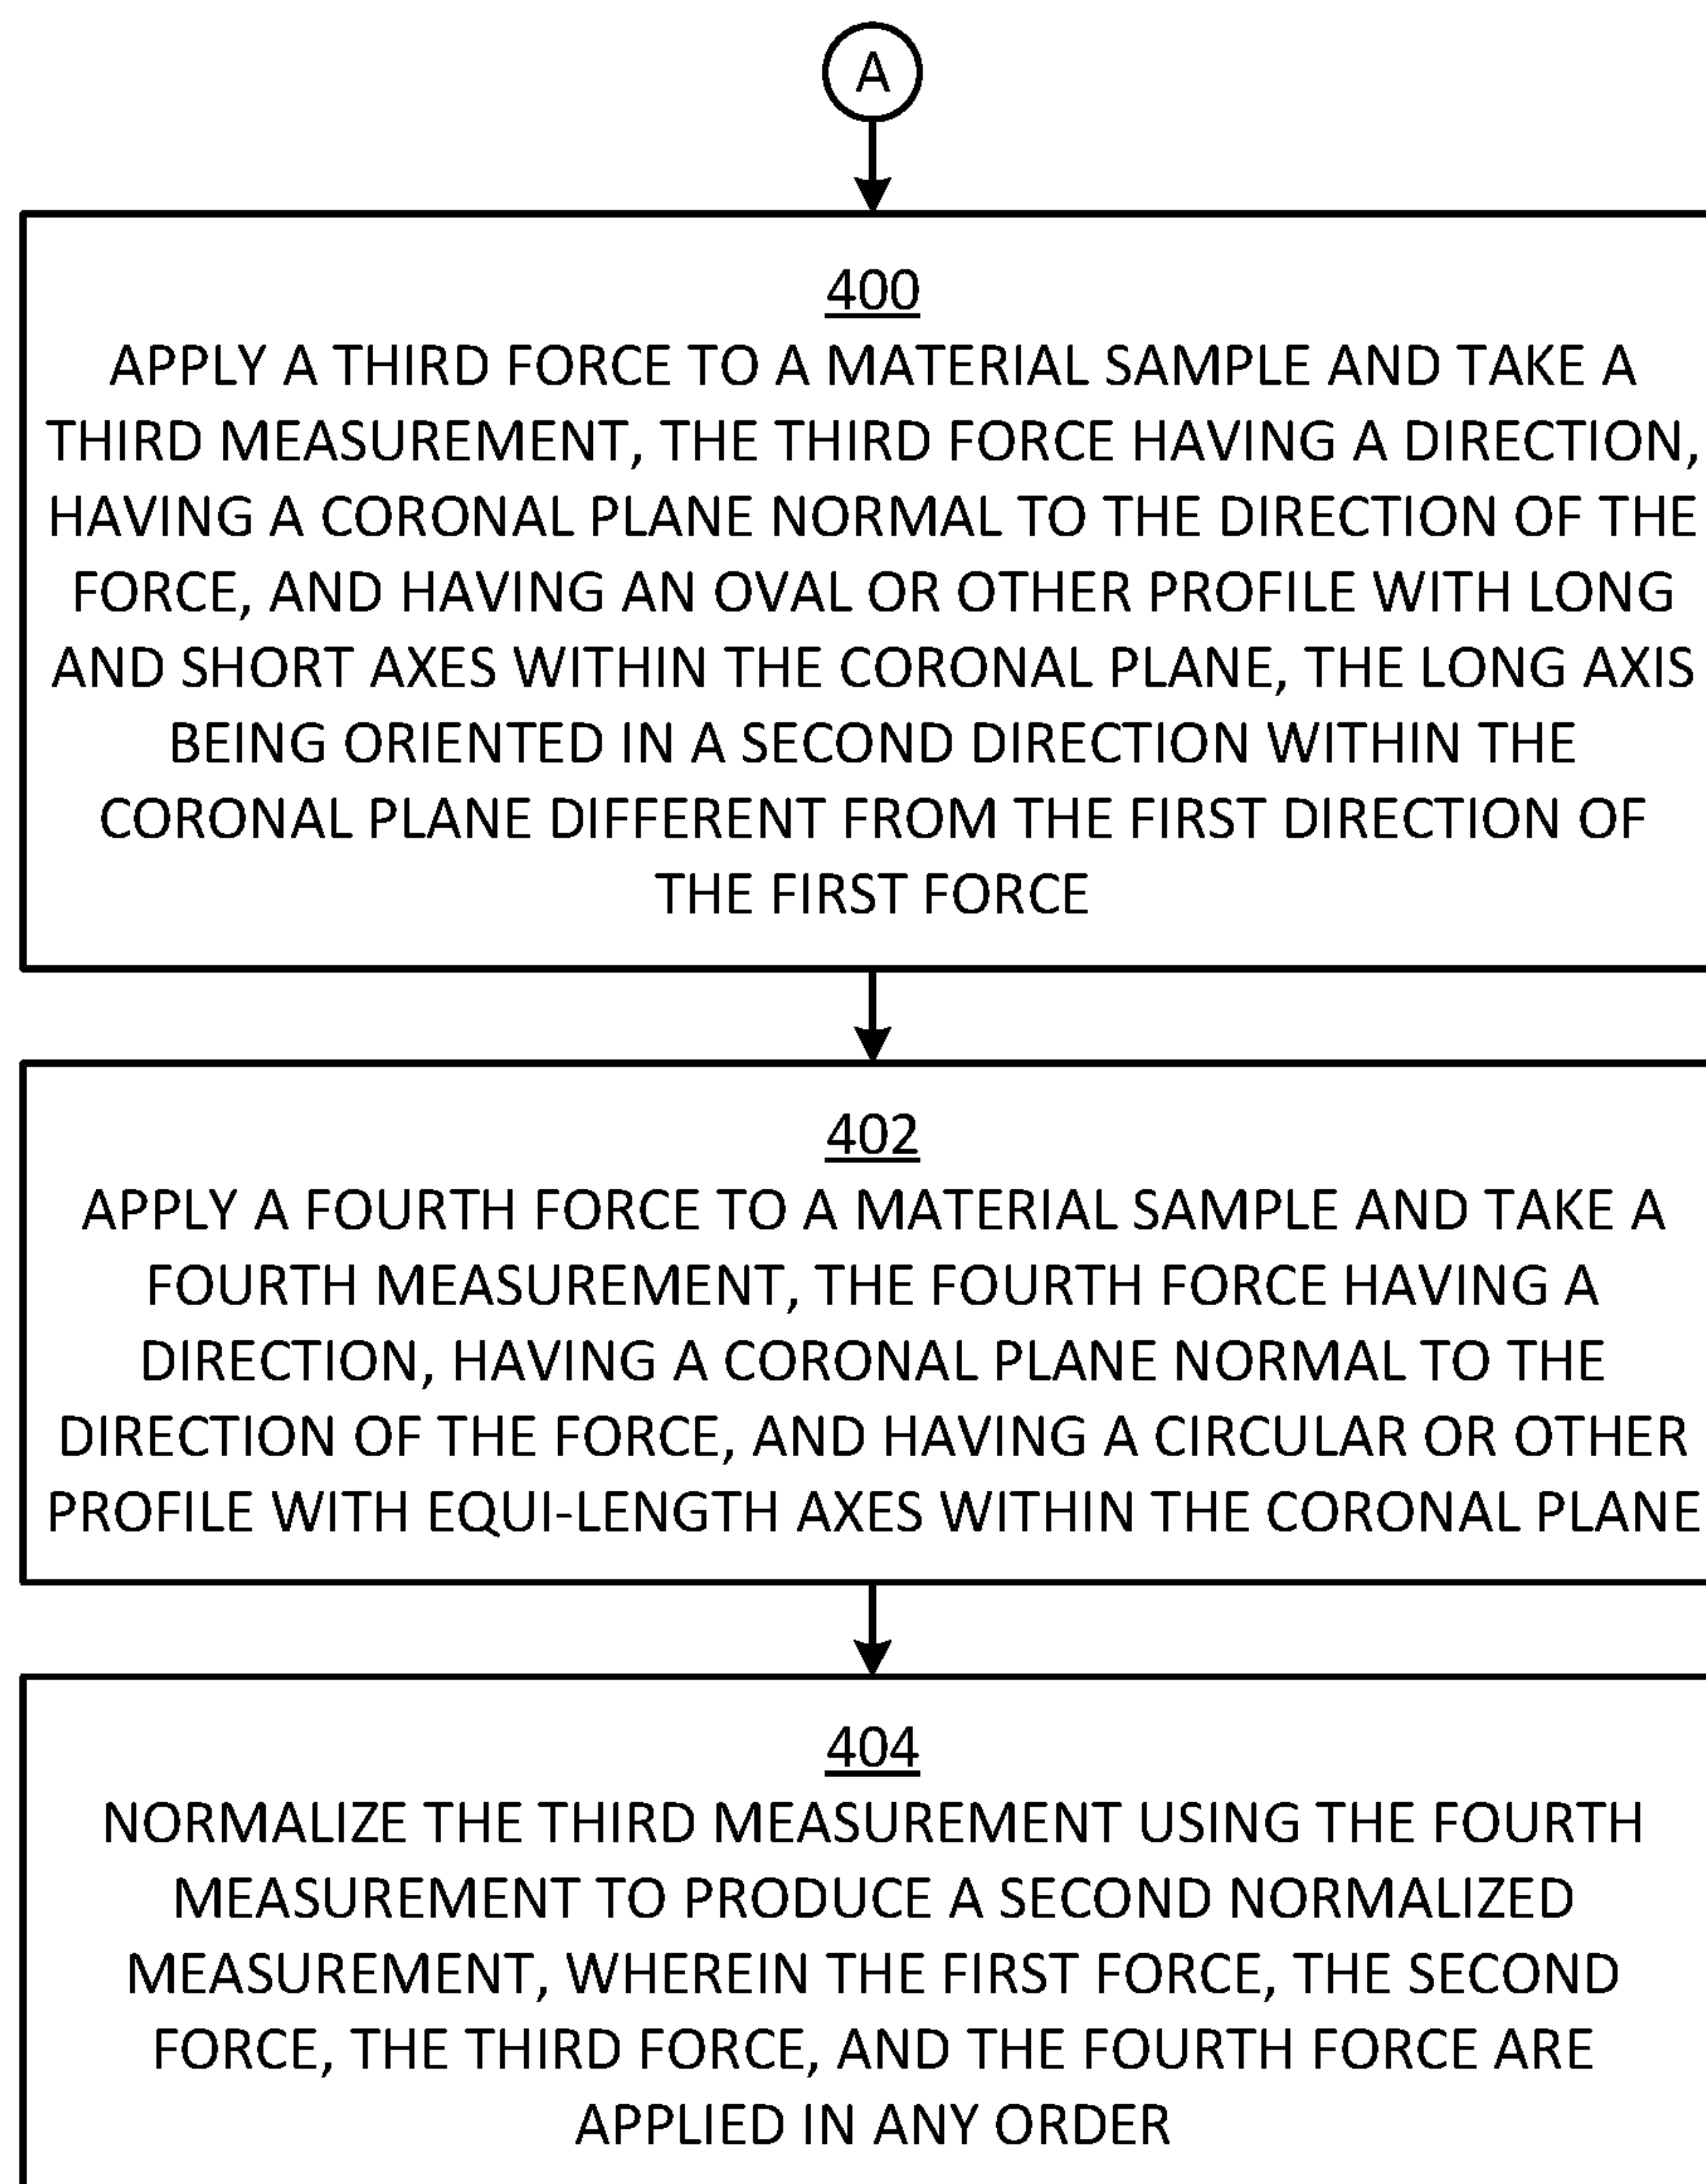 A
400
APPLY A THIRD FORCE TO A MATERIAL SAMPLE AND TAKE A
THIRD MEASUREMENT, THE THIRD FORCE HAVING A DIRECTION,
HAVING A CORONAL PLANE NORMAL TO THE DIRECTION OF THE
FORCE, AND HAVING AN OVAL OR OTHER PROFILE WITH LONG
AND SHORT AXES WITHIN THE CORONAL PLANE, THE LONG AXIS
BEING ORIENTED IN A SECOND DIRECTION WITHIN THE
CORONAL PLANE DIFFERENT FROM THE FIRST DIRECTION OF
THE FIRST FORCE
402
APPLY A FOURTH FORCE TO A MATERIAL SAMPLE AND TAKE A
FOURTH MEASUREMENT, THE FOURTH FORCE HAVING A
DIRECTION, HAVING A CORONAL PLANE NORMAL TO THE
DIRECTION OF THE FORCE, AND HAVING A CIRCULAR OR OTHER
PROFILE WITH EQUI-LENGTH AXES WITHIN THE CORONAL PLANE
404
NORMALIZE THE THIRD MEASUREMENT USING THE FOURTH
MEASUREMENT TO PRODUCE A SECOND NORMALIZED
MEASUREMENT, WHEREIN THE FIRST FORCE, THE SECOND
FORCE, THE THIRD FORCE, AND THE FOURTH FORCE ARE
APPLIED IN ANY ORDER